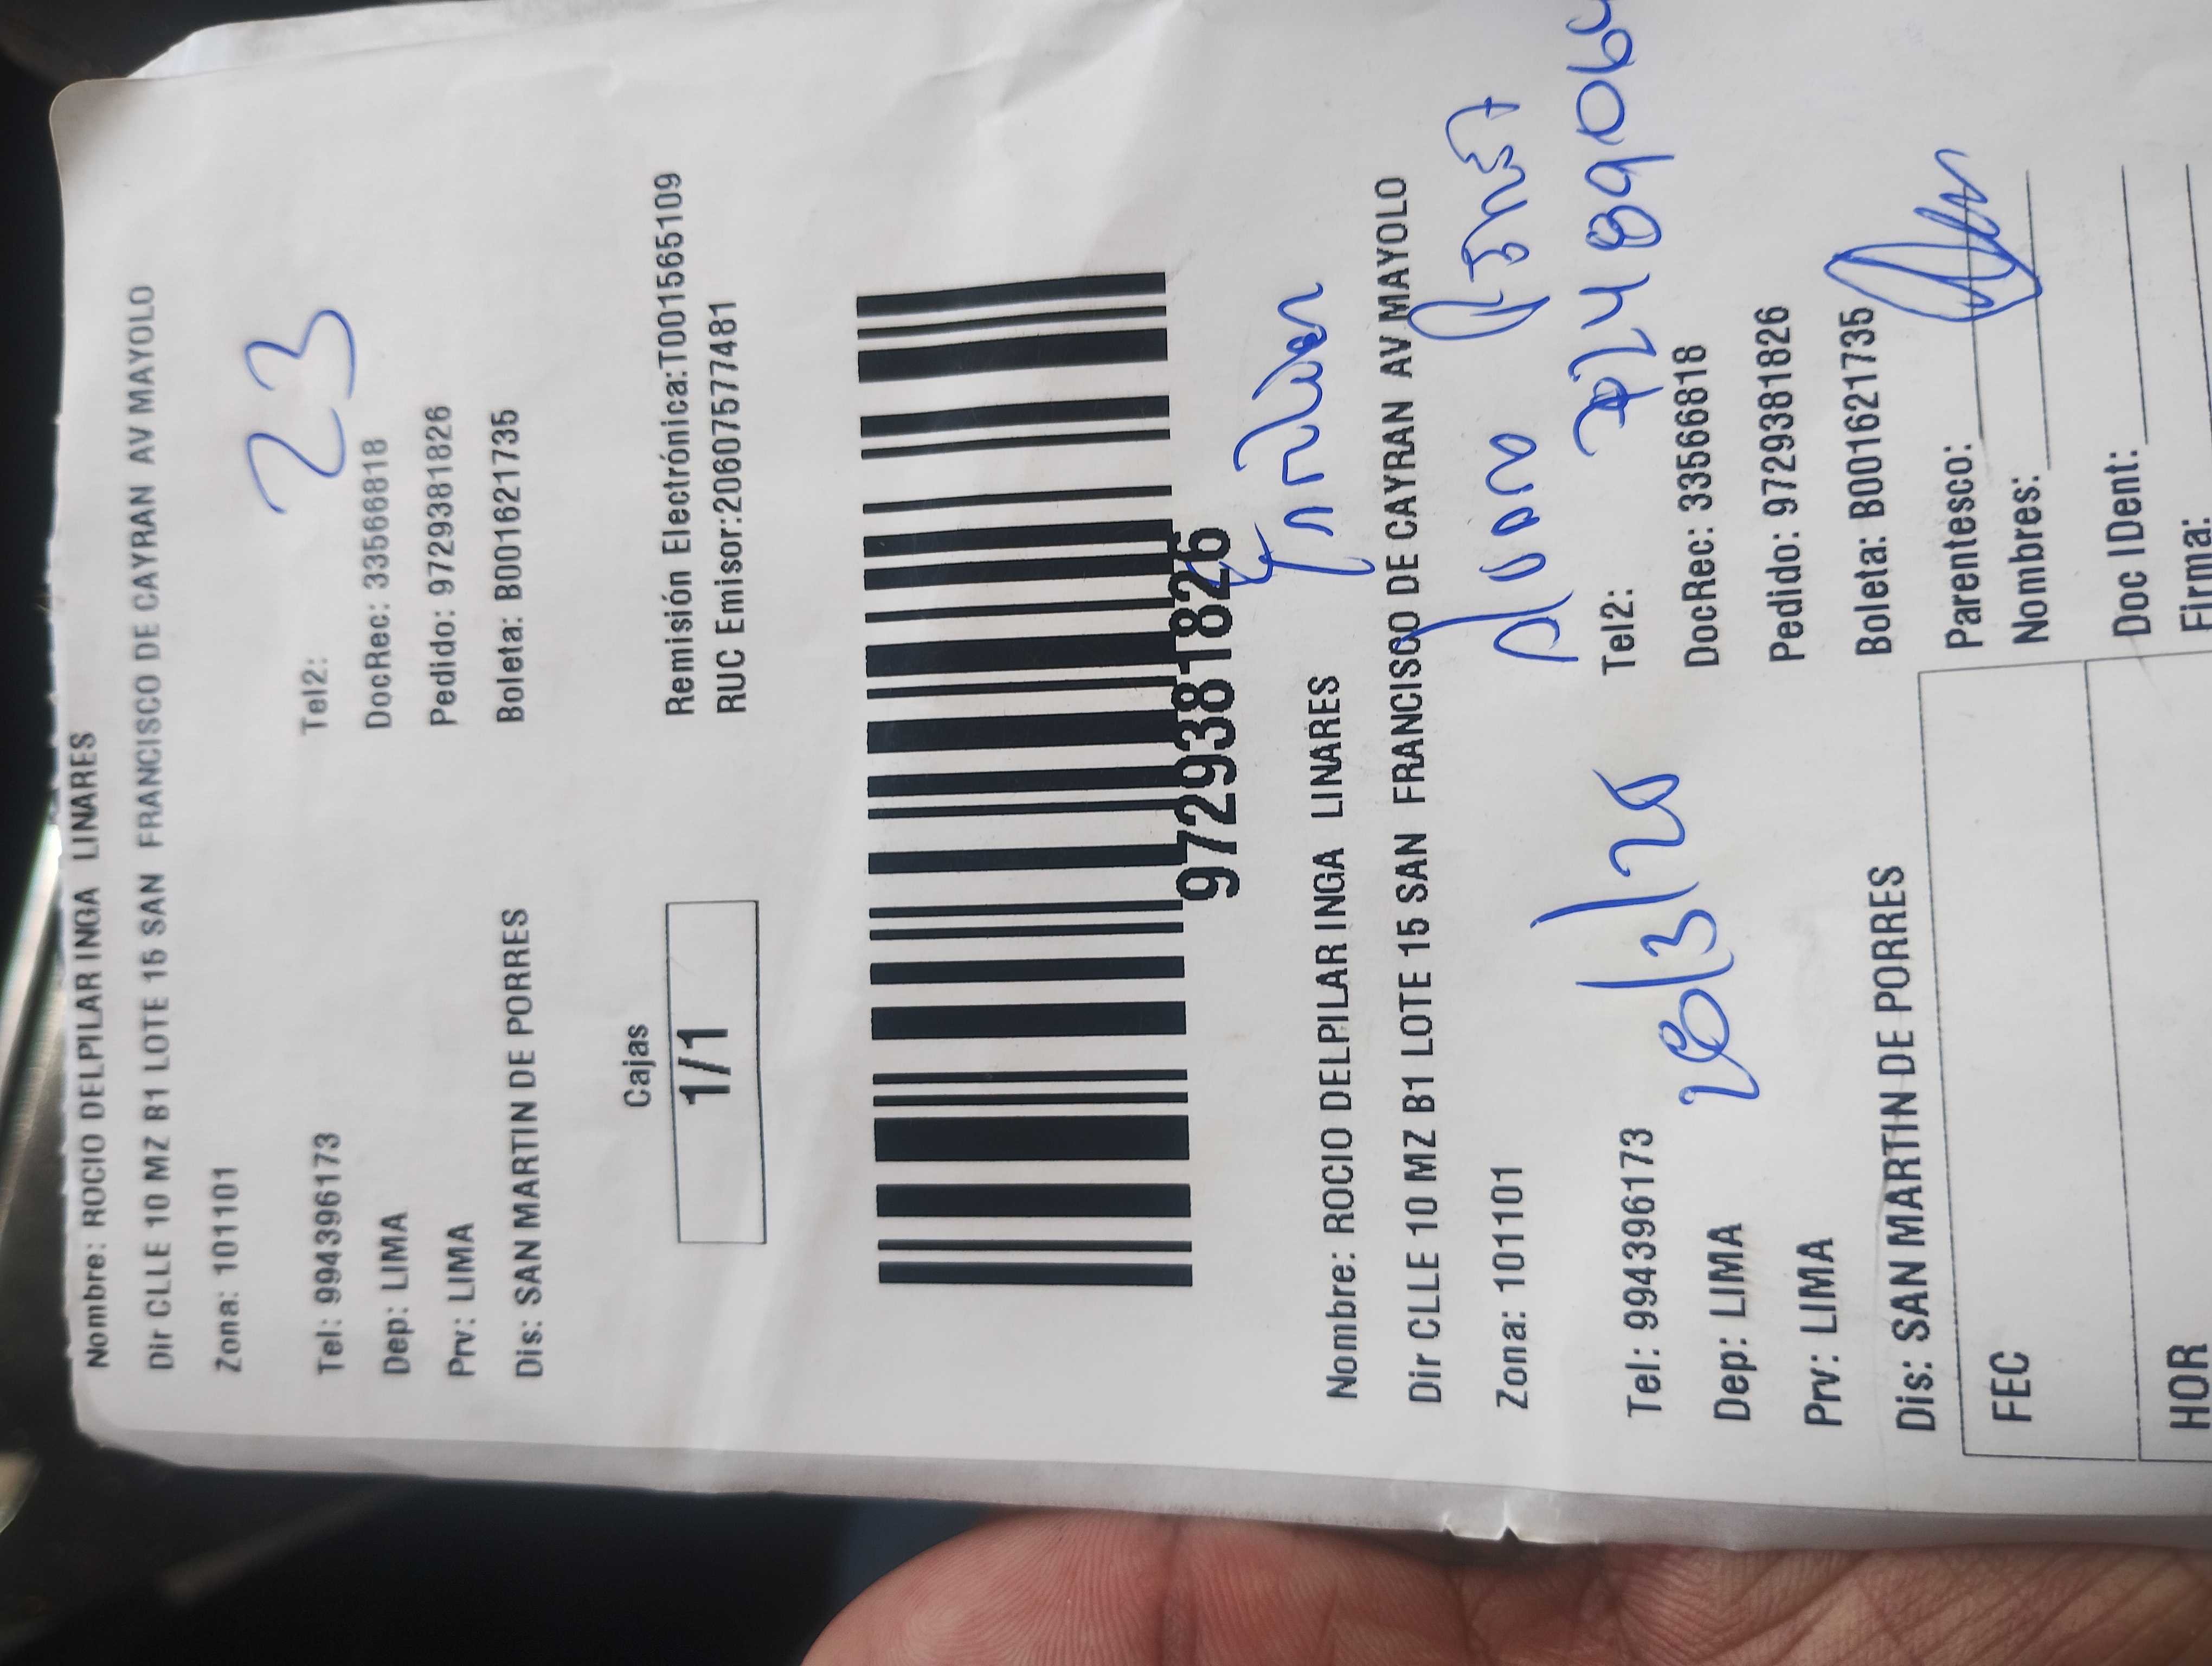 Nombre: ROCIO DELPILAR INGA LINARES
Dir CLLE 10 MZ B1 LOTE 15 SAN FRANCISCO DE CAYRAN AV MAYOLO
Zona: 101101
23
Tel: 994396173 Tel2:
Dep: LIMA DocRec: 33566818
Prv: LIMA Pedido: 9729381826
Dis: SAN MARTIN DE PORRES Boleta: B001621735
Cajas
1/1
Remisión Electrónica:T001565109
RUC Emisor:20607577481
9729381826
Nombre: ROCIO DELPILAR INGA LINARES
Dir CLLE 10 MZ B1 LOTE 15 SAN FRANCISCO DE CAYRAN AV MAYOLO
Zona: 101101
Tel: 994396173 Tel2:
Dep: LIMA DocRec: 33566818
Prv: LIMA Pedido: 9729381826
Dis: SAN MARTIN DE PORRES Boleta: B001621735
FEC
HOR
Parentesco:
Nombres:
Doc IDent:
Firma: